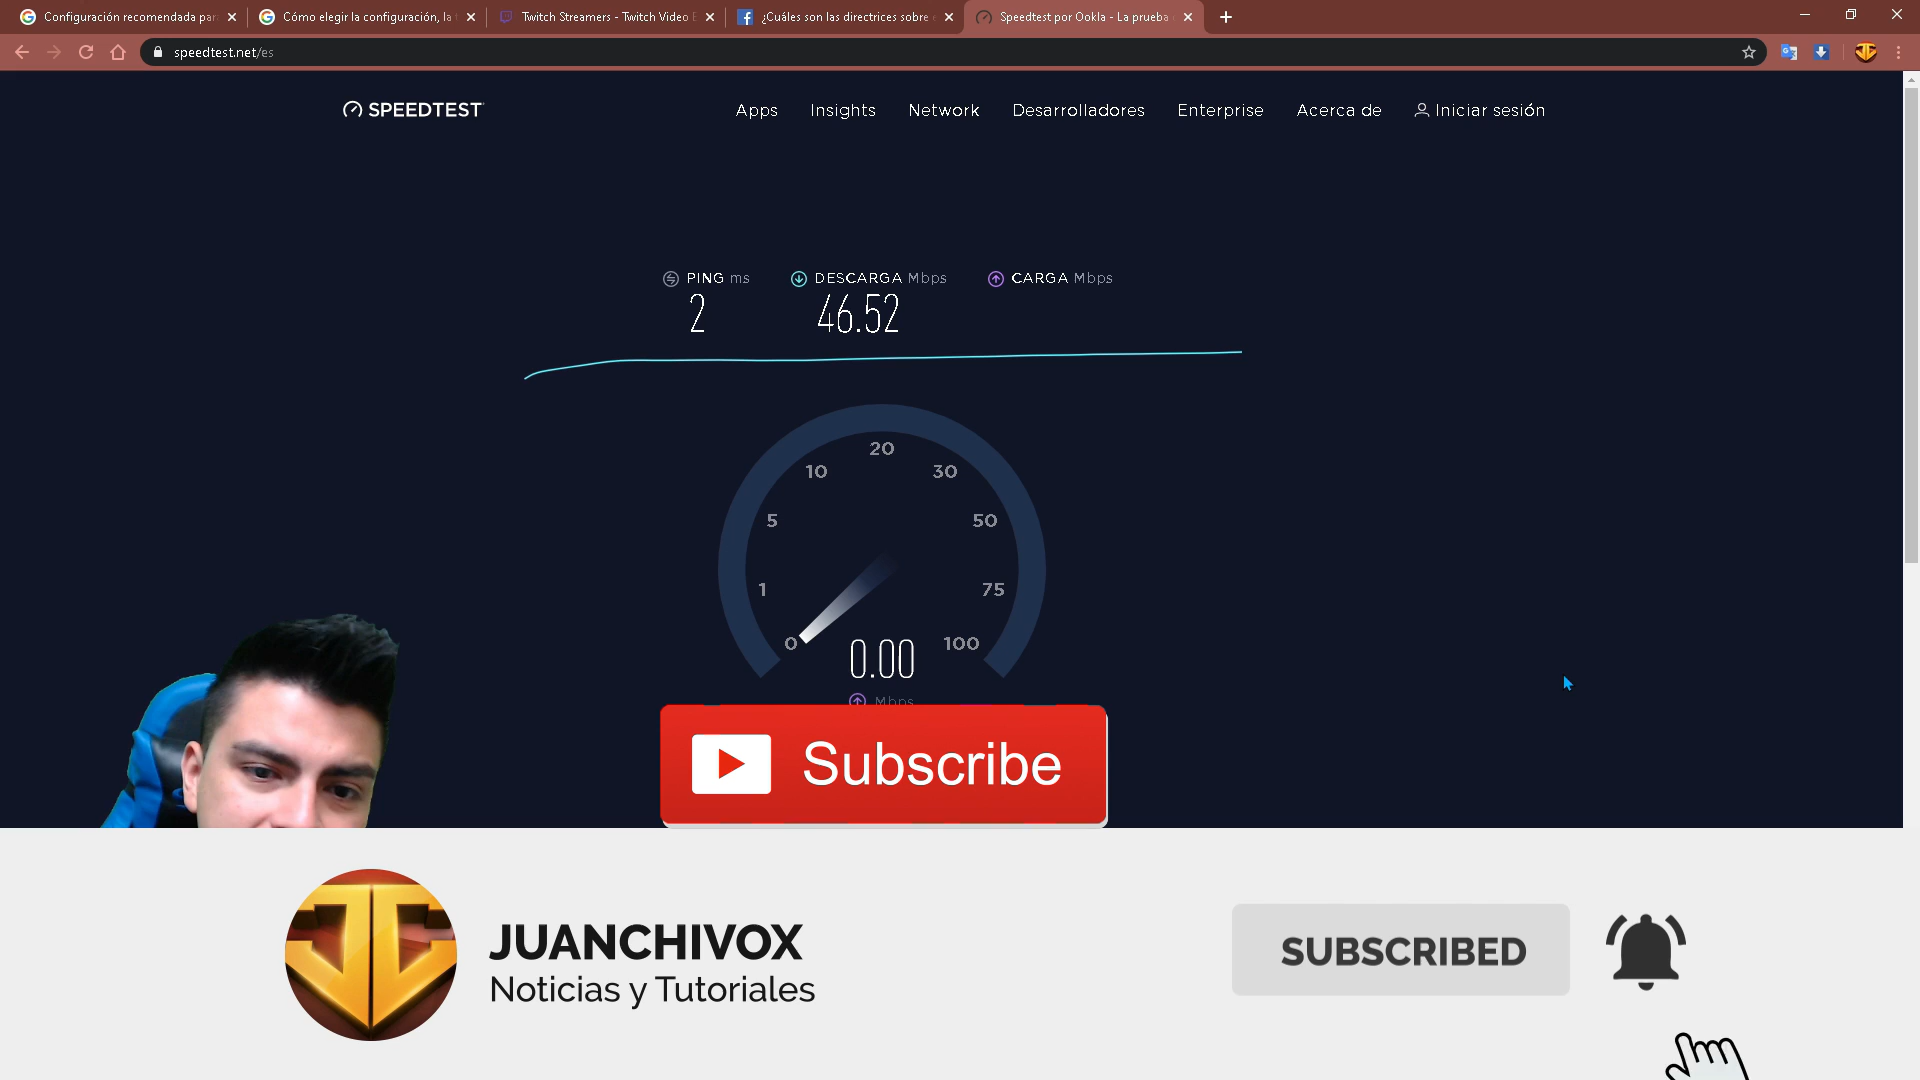 Configuración recomendada par
Cómo elegir la configuración, la
Twitch Streamers - Twitch Video
¿Cuáles son las directrices sobre
Speedtest por Ookla - La prueba
speedtest.net/es
SPEEDTEST
Apps
Insights
Network
Desarrolladores
Enterprise
Acerca de
Iniciar sesión
PING ms
DESCARGA Mbps
CARGA Mbps
2
46.52
20
10
30
5
50
1
75
0
100
0.00
Mbps
Subscribe
JUANCHIVOX
Noticias y Tutoriales
SUBSCRIBED